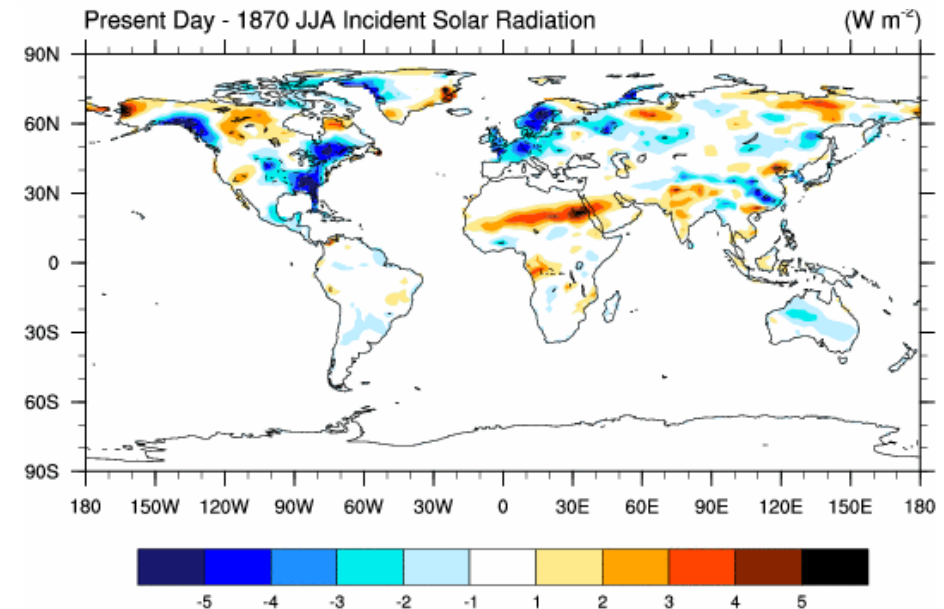 Present Day - 1870 JJA Incident Solar Radiation (W m⁻²)
90N
60N
30N
0
30S
60S
90S
180 150W 120W 90W 60W 30W 0 30E 60E 90E 120E 150E 180
-5 -4 -3 -2 -1 1 2 3 4 5